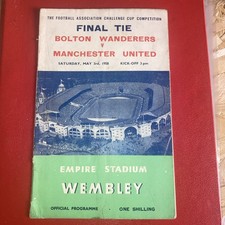 THE FOOTBALL ASSOCIATION CHALLENGE CUP COMPETITION
FINAL TIE
BOLTON WANDERERS
v
MANCHESTER UNITED
SATURDAY, MAY 3rd, 1958 KICK-OFF 3 pm
EMPIRE STADIUM
WEMBLEY
OFFICIAL PROGRAMME · ONE SHILLING